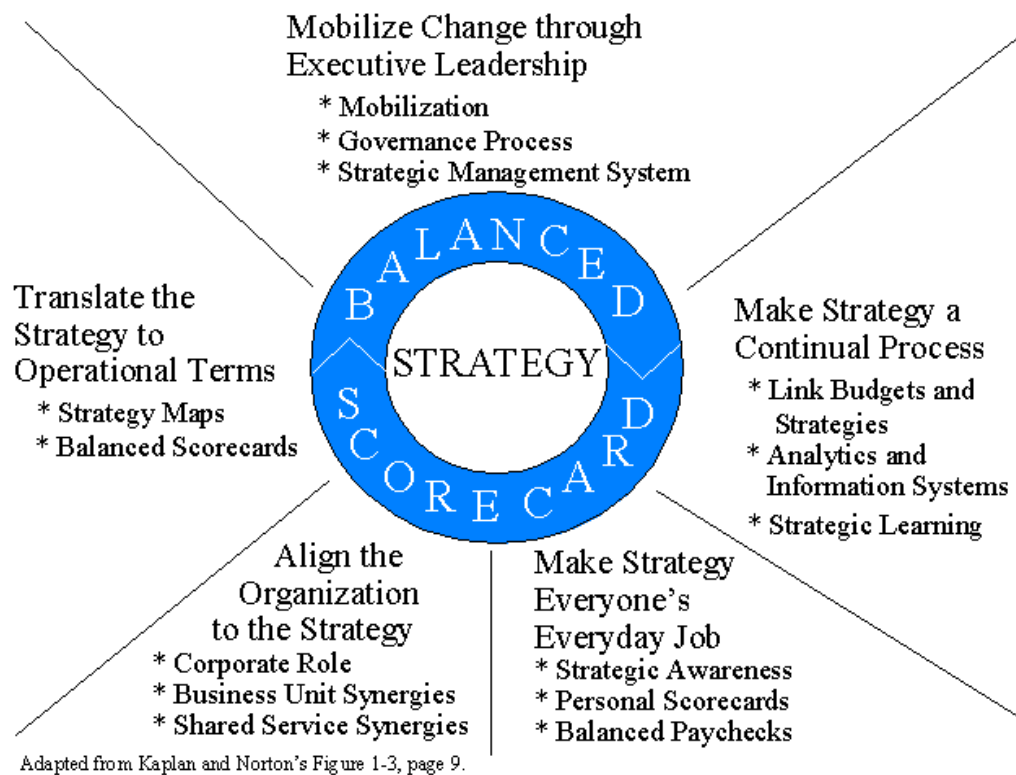 Mobilize Change through
Executive Leadership
* Mobilization
* Governance Process
* Strategic Management System
BALANCED
STRATEGY
SCORECARD
Translate the
Strategy to
Operational Terms
* Strategy Maps
* Balanced Scorecards
Make Strategy a
Continual Process
* Link Budgets and
Strategies
* Analytics and
Information Systems
* Strategic Learning
Align the
Organization
to the Strategy
* Corporate Role
* Business Unit Synergies
* Shared Service Synergies
Make Strategy
Everyone's
Everyday Job
* Strategic Awareness
* Personal Scorecards
* Balanced Paychecks
Adapted from Kaplan and Norton's Figure 1-3, page 9.